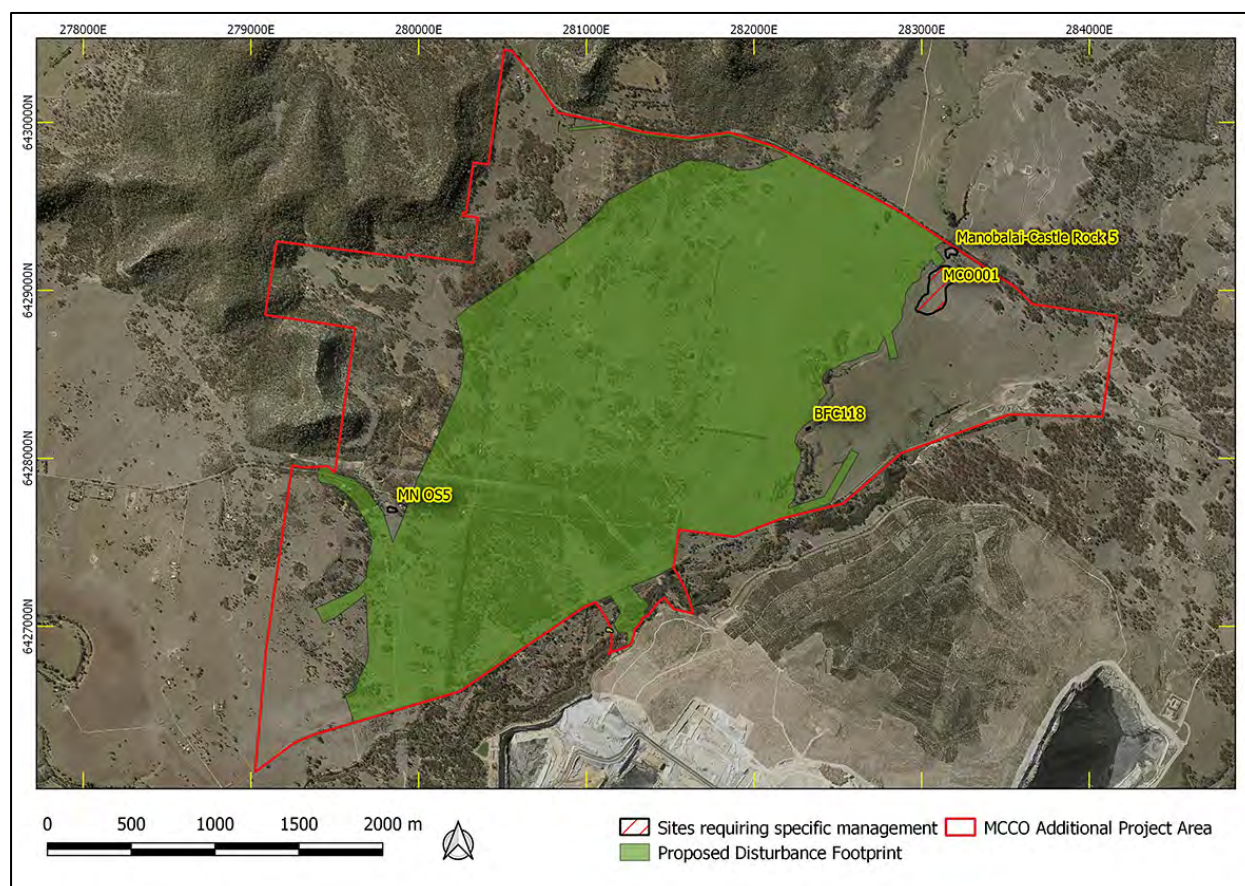 278000E 279000E 280000E 281000E 282000E 283000E 284000E
6430000N
6429000N
6428000N
6427000N
Manobalai-Castle Rock 5
MCO001
BFC118
MN OS5
0 500 1000 1500 2000 m
Sites requiring specific management
MCCO Additional Project Area
Proposed Disturbance Footprint